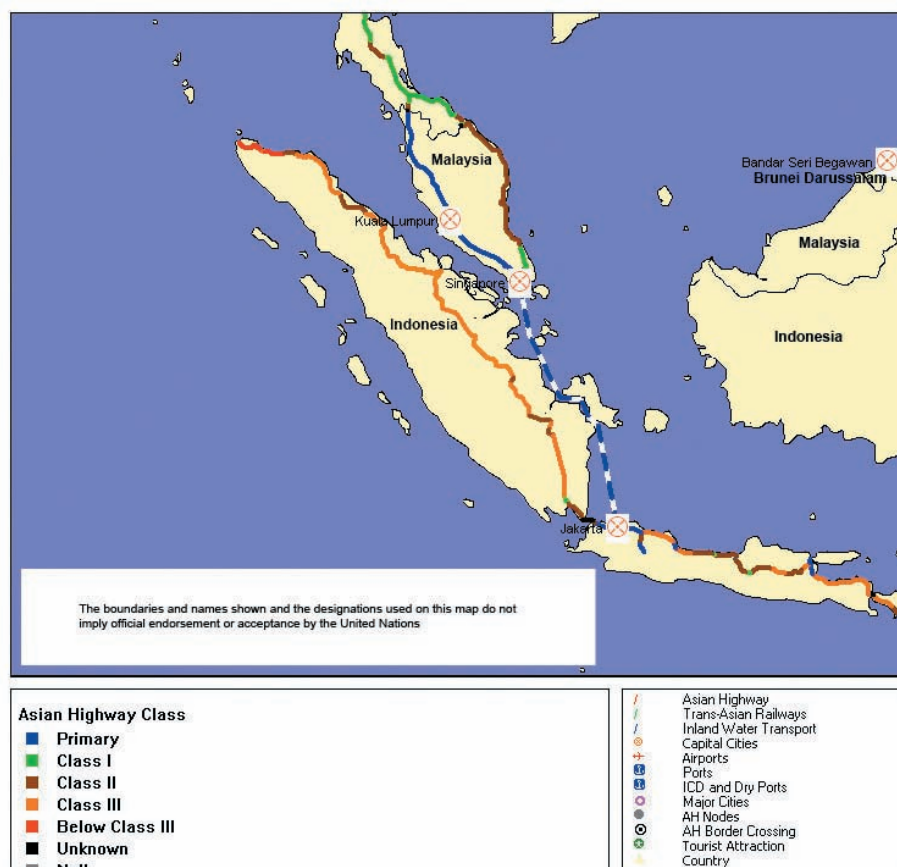 Malaysia
Bandar Seri Begawan
Brunei Darussalam
Kuala Lumpur
Malaysia
Singapore
Indonesia
Indonesia
Jakarta
The boundaries and names shown and the designations used on this map do not
imply official endorsement or acceptance by the United Nations
Asian Highway Class
Primary
Class I
Class II
Class III
Below Class III
Unknown
Asian Highway
Trans-Asian Railways
Inland Water Transport
Capital Cities
Airports
Ports
ICD and Dry Ports
Major Cities
AH Nodes
AH Border Crossing
Tourist Attraction
Country